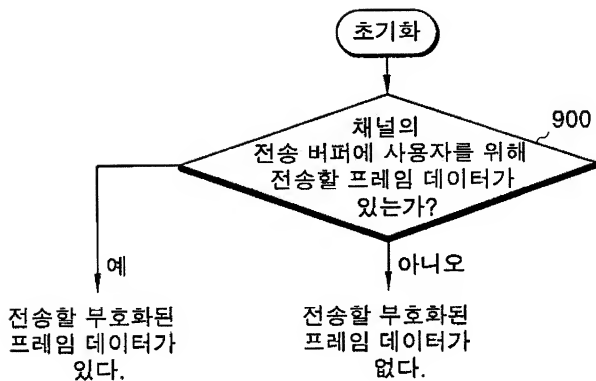 초기화
채널의
전송 버퍼에 사용자를 위해
전송할 프레임 데이터가
있는가?
900
예
아니오
전송할 부호화된
프레임 데이터가
있다.
전송할 부호화된
프레임 데이터가
없다.